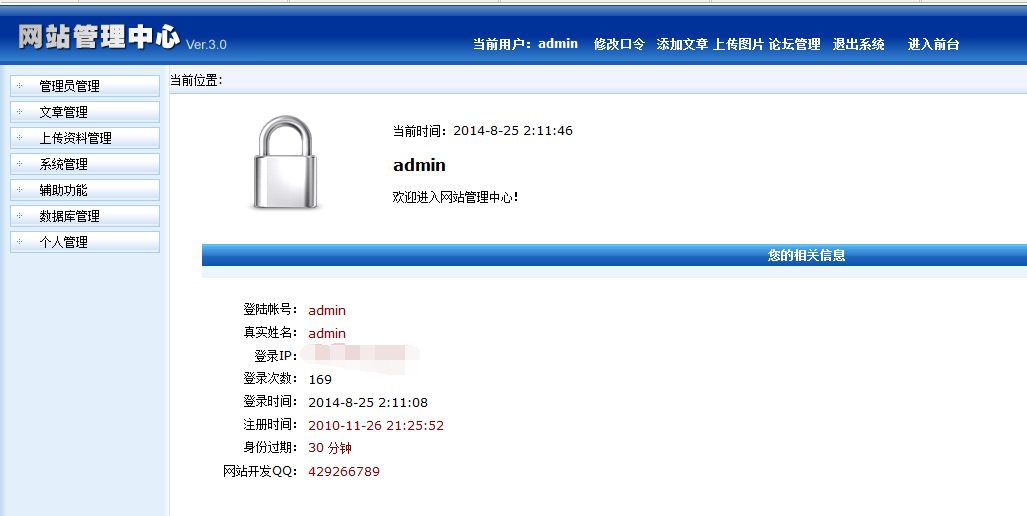 网站管理中心 Ver.3.0
当前用户：admin 修改口令 添加文章 上传图片 论坛管理 退出系统 进入前台
管理员管理
文章管理
上传资料管理
系统管理
辅助功能
数据库管理
个人管理
当前位置：
当前时间：2014-8-25 2:11:46
admin
欢迎进入网站管理中心！
您的相关信息
登陆帐号： admin
真实姓名： admin
登录IP：
登录次数： 169
登录时间： 2014-8-25 2:11:08
注册时间： 2010-11-26 21:25:52
身份过期： 30 分钟
网站开发QQ： 429266789